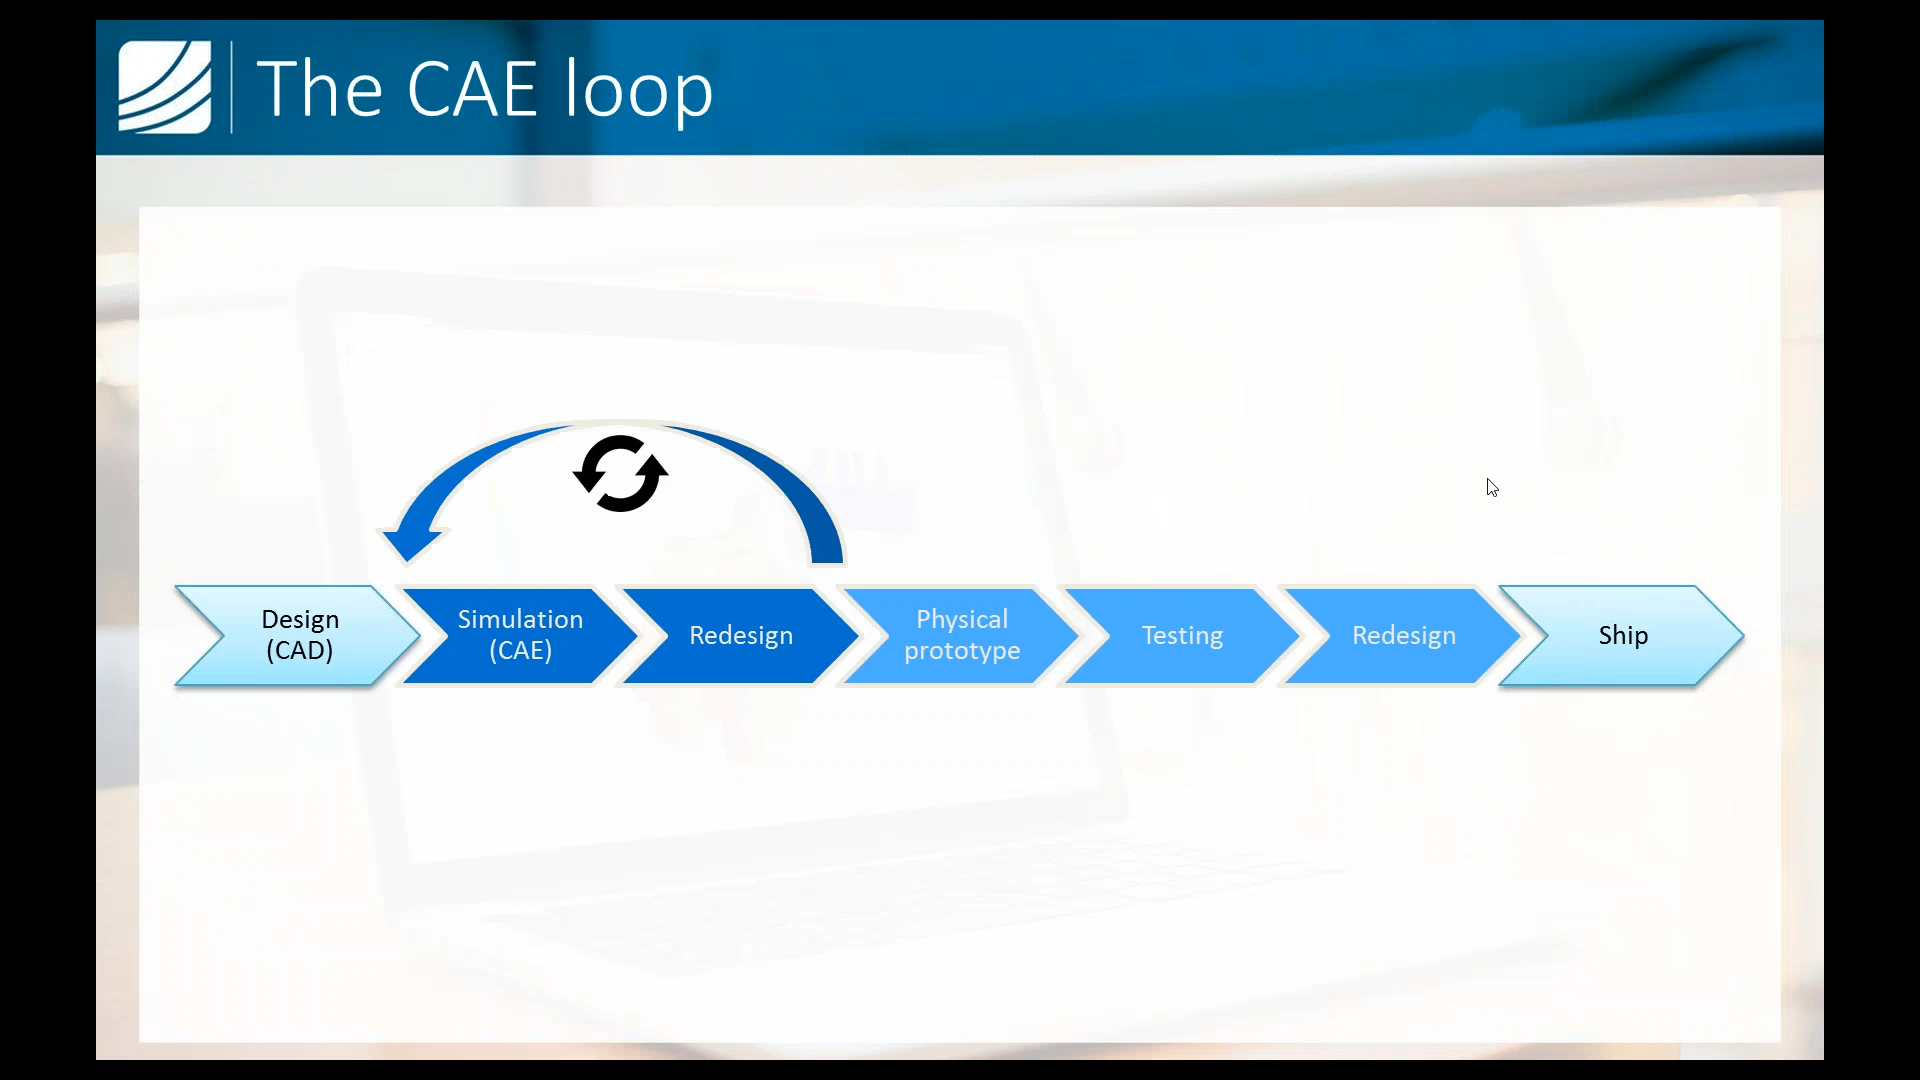 The CAE loop
Design
(CAD)
Simulation
(CAE)
Redesign
Physical
prototype
Testing
Redesign
Ship